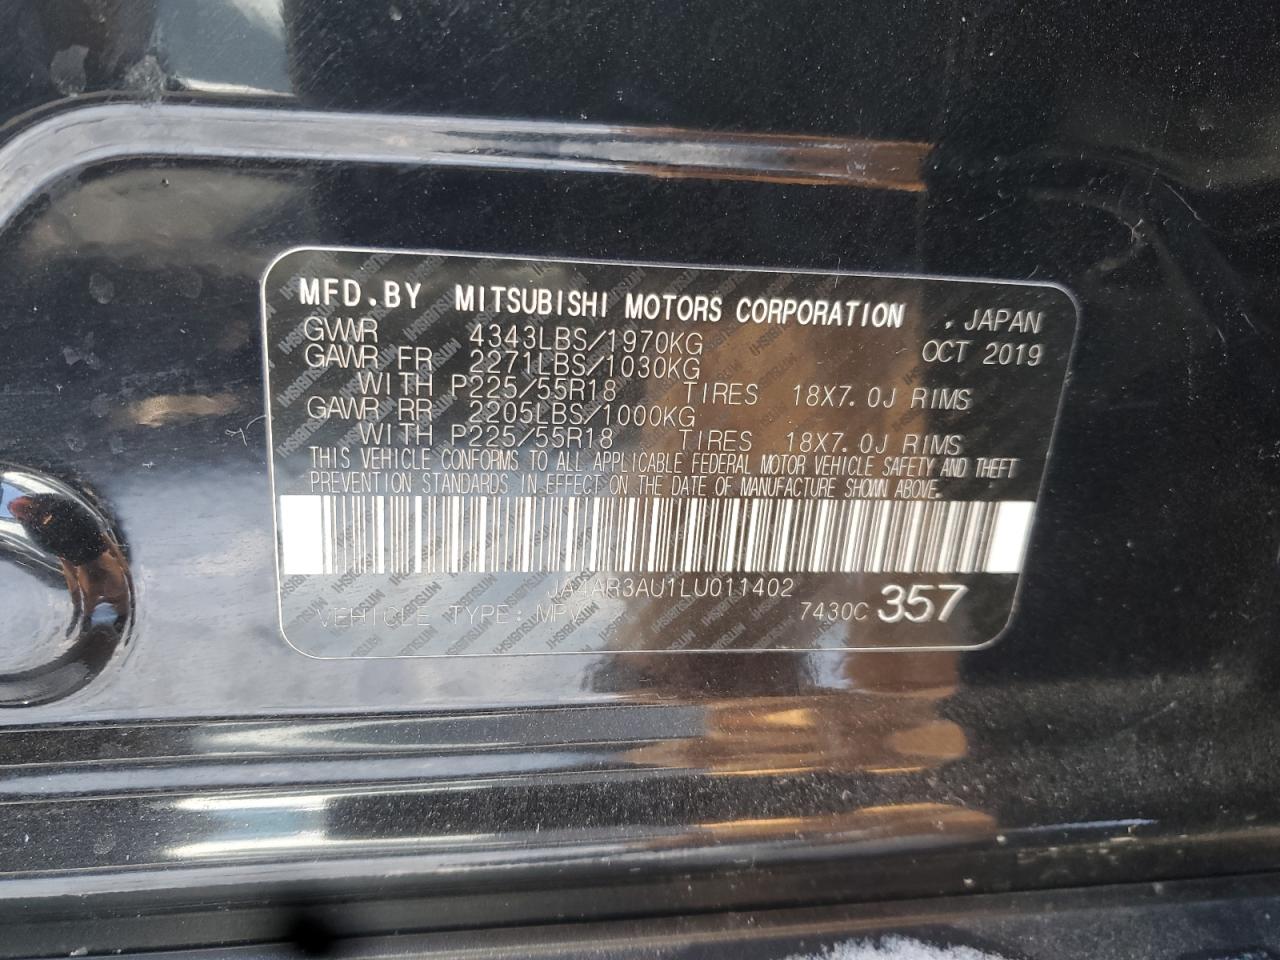 MFD.BY MITSUBISHI MOTORS CORPORATION , JAPAN
GVWR 4343LBS/1970KG OCT 2019
GAWR FR 2271LBS/1030KG
WITH P225/55R18 TIRES 18X7.0J RIMS
GAWR RR 2205LBS/1000KG
WITH P225/55R18 TIRES 18X7.0J RIMS
THIS VEHICLE CONFORMS TO ALL APPLICABLE FEDERAL MOTOR VEHICLE SAFETY AND THEFT
PREVENTION STANDARDS IN EFFECT ON THE DATE OF MANUFACTURE SHOWN ABOVE.
JA4AR3AU1LU011402
VEHICLE TYPE: MPV 7430C 357